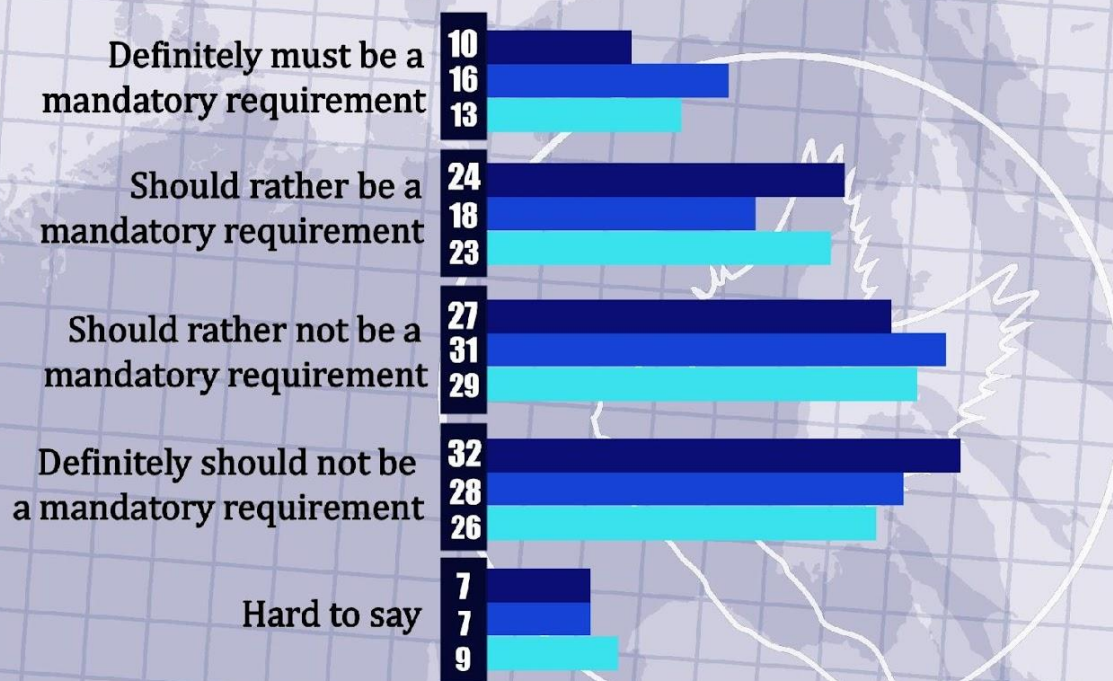 Definitely must be a
mandatory requirement
10
16
13
Should rather be a
mandatory requirement
24
18
23
Should rather not be a
mandatory requirement
27
31
29
Definitely should not be
a mandatory requirement
32
28
26
Hard to say
7
7
9